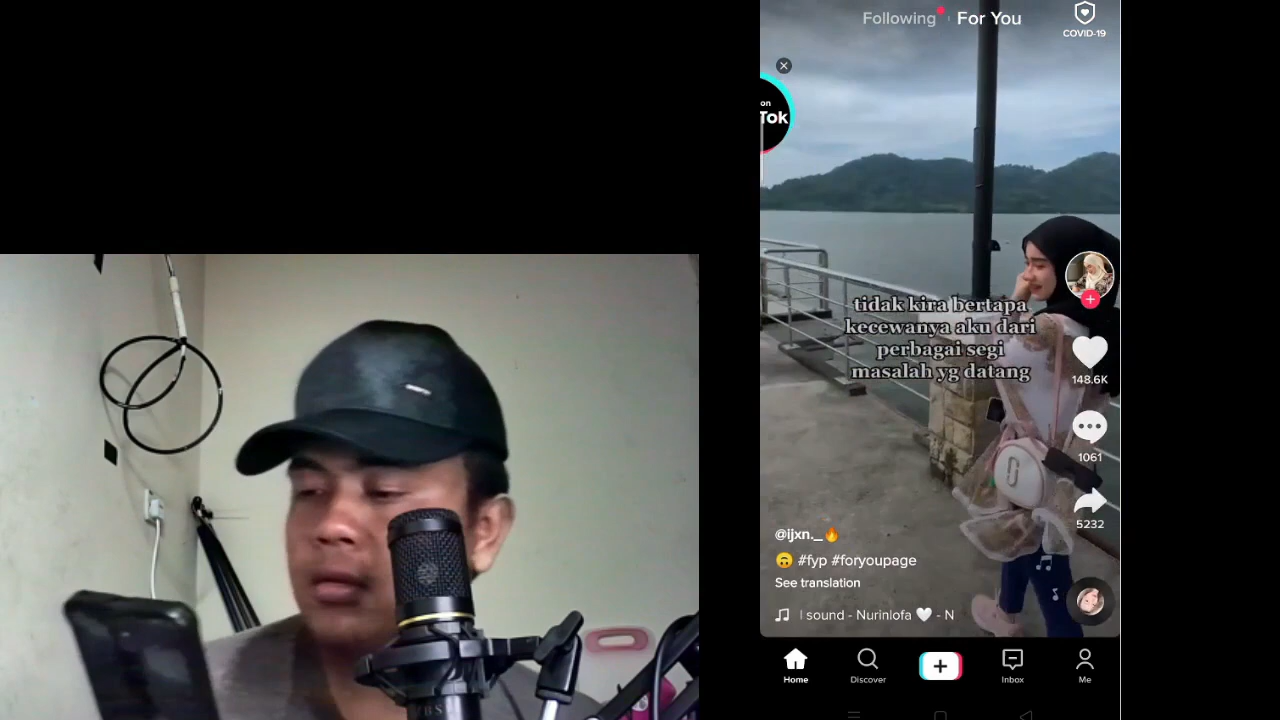 Following
For You
COVID-19
on
Tok
tidak kira bertapa
kecewanya aku dari
perbagai segi
masalah yg datang
148.6K
1061
5232
@ijxn._🔥
🙃 #fyp #foryoupage
See translation
l sound - Nurinlofa 🤍 - N
Home
Discover
Inbox
Me